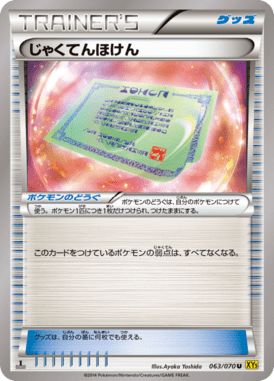 TRAINER'S
グッズ
じゃくてんほけん
ポケモンのどうぐ
ポケモンのどうぐは、自分のポケモンにつけて
使う。ポケモン1匹につき1枚だけつけられ、つけたままにする。
このカードをつけているポケモンの弱点は、すべてなくなる。
グッズは、自分の番に何枚でも使える。
1
Illus. Ayaka Yoshida
063/070 U
XY5
©2014 Pokémon/Nintendo/Creatures/GAME FREAK.